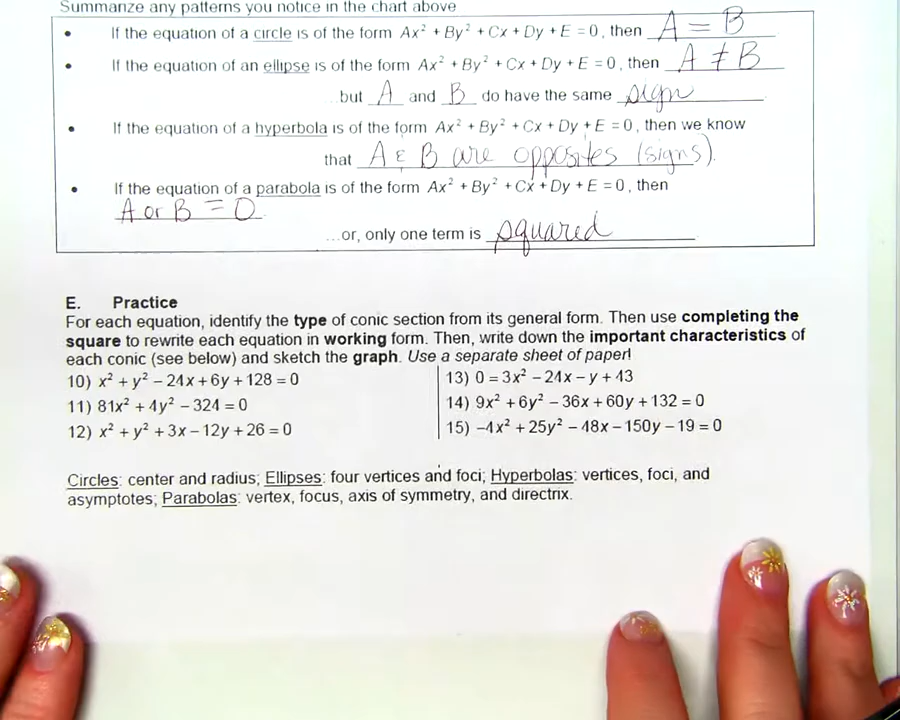 Summarize any patterns you notice in the chart above
• If the equation of a circle is of the form Ax² + By² + Cx + Dy + E = 0, then A = B
• If the equation of an ellipse is of the form Ax² + By² + Cx + Dy + E = 0, then A ≠ B
...but A and B do have the same sign.
• If the equation of a hyperbola is of the form Ax² + By² + Cx + Dy + E = 0, then we know
that A & B are opposites (signs).
• If the equation of a parabola is of the form Ax² + By² + Cx + Dy + E = 0, then
A or B = 0.
...or, only one term is squared
E. Practice
For each equation, identify the type of conic section from its general form. Then use completing the
square to rewrite each equation in working form. Then, write down the important characteristics of
each conic (see below) and sketch the graph. Use a separate sheet of paper!
10) x² + y² − 24x + 6y + 128 = 0
11) 81x² + 4y² − 324 = 0
12) x² + y² + 3x − 12y + 26 = 0
13) 0 = 3x² − 24x − y + 43
14) 9x² + 6y² − 36x + 60y + 132 = 0
15) −4x² + 25y² − 48x − 150y − 19 = 0
Circles: center and radius; Ellipses: four vertices and foci; Hyperbolas: vertices, foci, and
asymptotes; Parabolas: vertex, focus, axis of symmetry, and directrix.